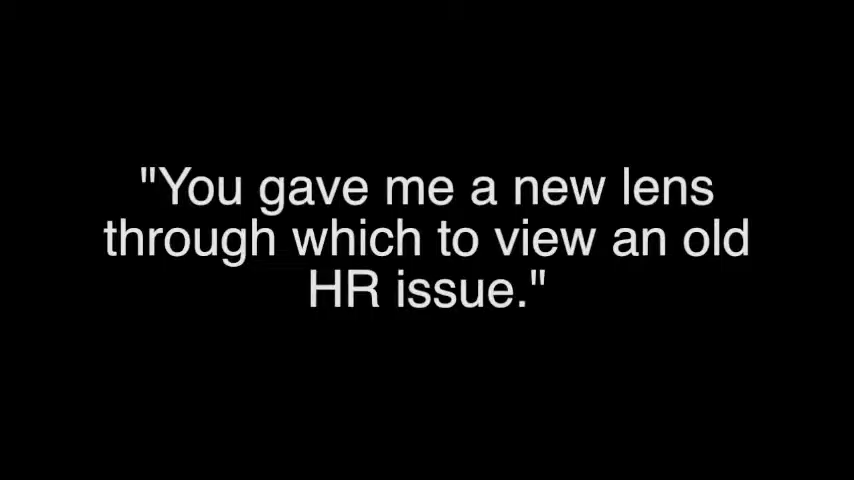 "You gave me a new lens
through which to view an old
HR issue."